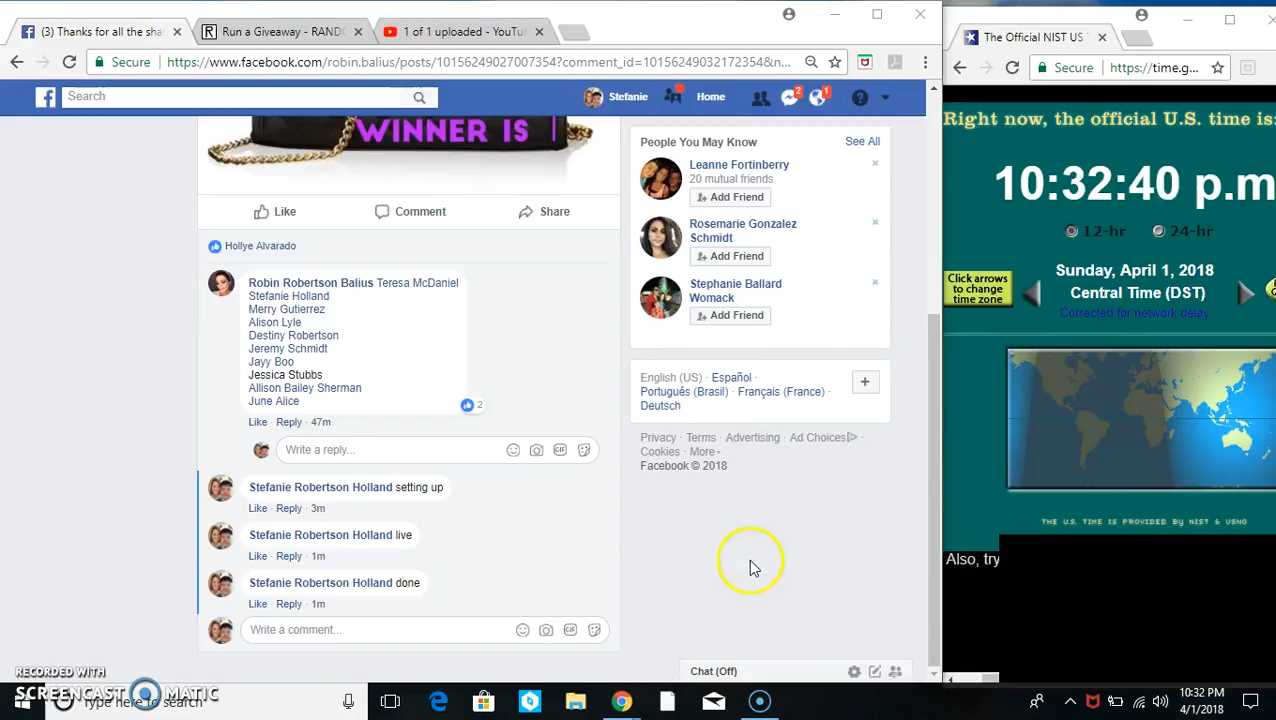 (3) Thanks for all the sha
Run a Giveaway - RANDO
1 of 1 uploaded - YouTu
Secure
https://www.facebook.com/robin.balius/posts/10156249027007354?comment_id=10156249032172354&n...
Search
Stefanie
Home
2
1
WINNER IS
Like
Comment
Share
Hollye Alvarado
Robin Robertson Balius Teresa McDaniel
Stefanie Holland
Merry Gutierrez
Alison Lyle
Destiny Robertson
Jeremy Schmidt
Jayy Boo
Jessica Stubbs
Allison Bailey Sherman
June Alice
2
Like · Reply · 47m
Write a reply...
GIF
Stefanie Robertson Holland setting up
Like · Reply · 3m
Stefanie Robertson Holland live
Like · Reply · 1m
Stefanie Robertson Holland done
Like · Reply · 1m
Write a comment...
GIF
People You May Know
See All
Leanne Fortinberry
20 mutual friends
Add Friend
Rosemarie Gonzalez
Schmidt
Add Friend
Stephanie Ballard
Womack
Add Friend
English (US) · Español ·
Português (Brasil) · Français (France) ·
Deutsch
Privacy · Terms · Advertising · Ad Choices ·
Cookies · More
Facebook © 2018
Chat (Off)
The Official NIST US
Secure
https://time.g...
Right now, the official U.S. time is:
10:32:40 p.m
12-hr
24-hr
Click arrows
to change
time zone
Sunday, April 1, 2018
Central Time (DST)
Corrected for network delay
THE U.S. TIME IS PROVIDED BY NIST & USNO
Also, try
RECORDED WITH
SCREENCAST MATIC
Type here to search
10:32 PM
4/1/2018